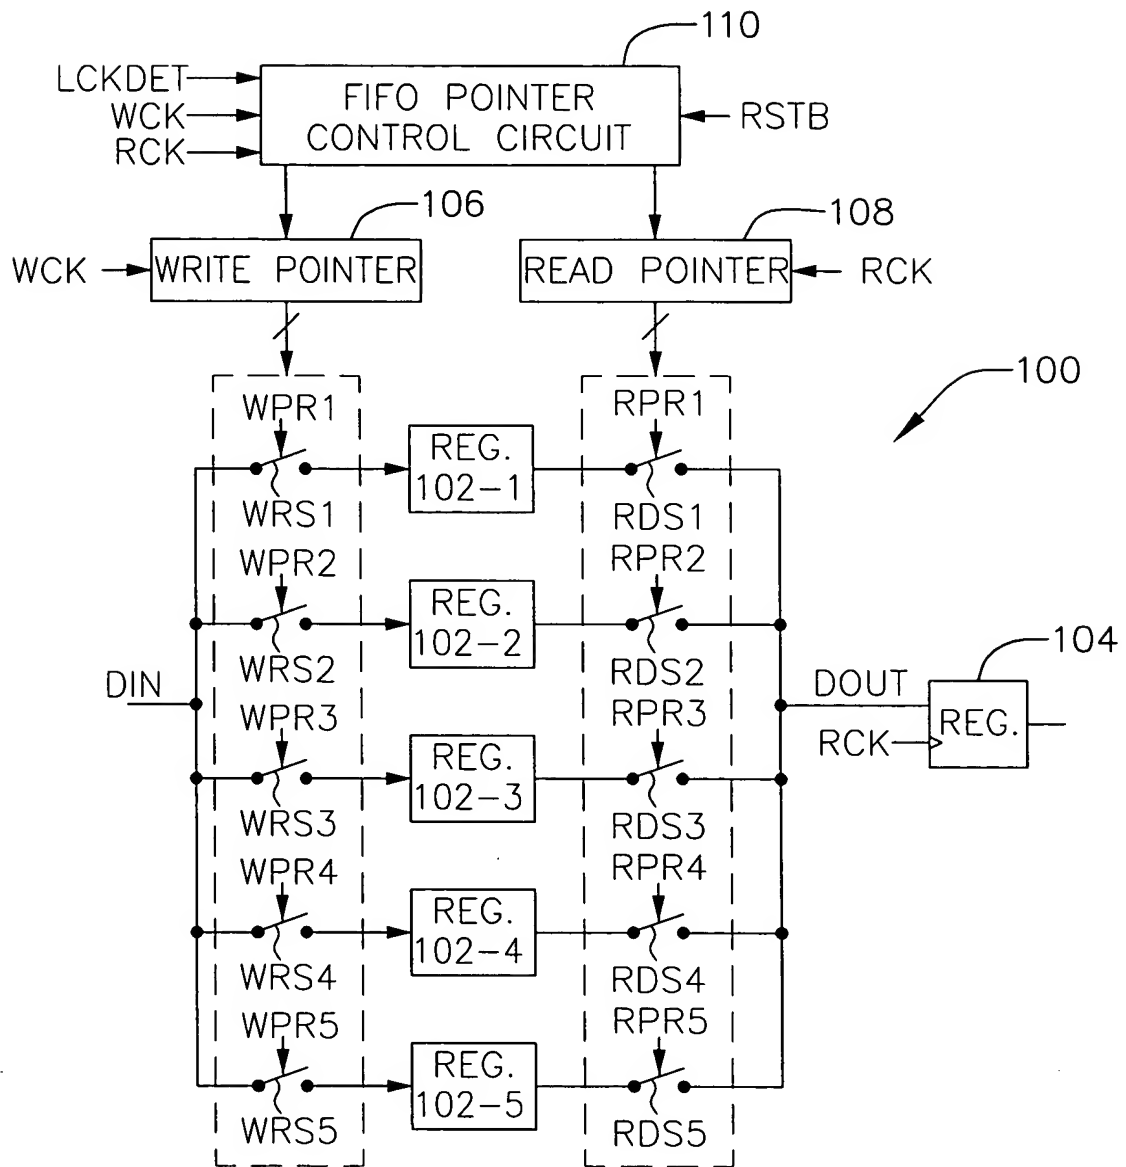 110
LCKDET
WCK
RCK
FIFO POINTER
CONTROL CIRCUIT
RSTB
106
108
WCK
WRITE POINTER
READ POINTER
RCK
100
WPR1
RPR1
REG.
102-1
WRS1
RDS1
WPR2
RPR2
REG.
102-2
WRS2
RDS2
DIN
WPR3
RPR3
DOUT
104
RCK
REG.
REG.
102-3
WRS3
RDS3
WPR4
RPR4
REG.
102-4
WRS4
RDS4
WPR5
RPR5
REG.
102-5
WRS5
RDS5